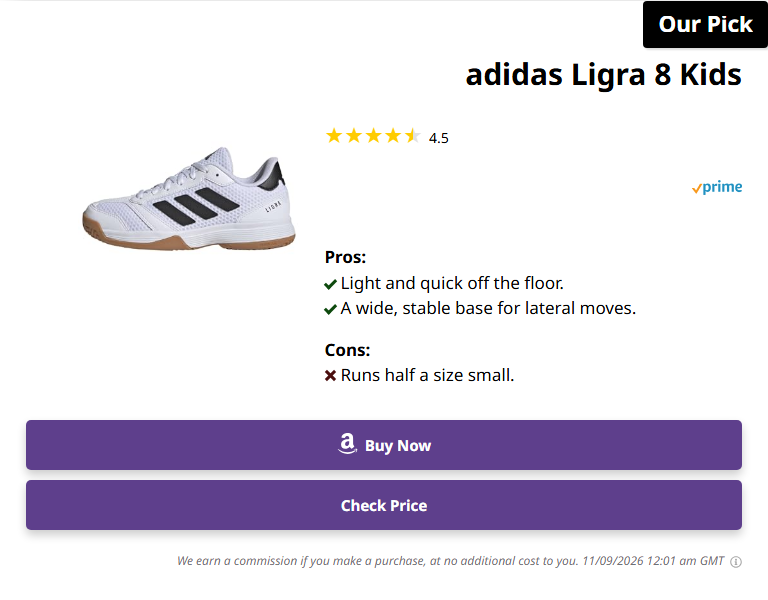 Our Pick
adidas Ligra 8 Kids
4.5
prime
LIGRA
Pros:
Light and quick off the floor.
A wide, stable base for lateral moves.
Cons:
Runs half a size small.
a Buy Now
Check Price
We earn a commission if you make a purchase, at no additional cost to you. 11/09/2026 12:01 am GMT